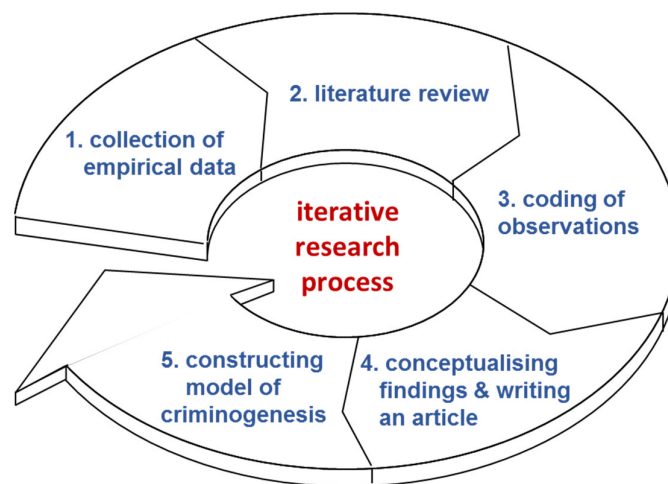 1. collection of
empirical data
2. literature review
3. coding of
observations
4. conceptualising
findings & writing
an article
5. constructing
model of
criminogenesis
iterative
research
process